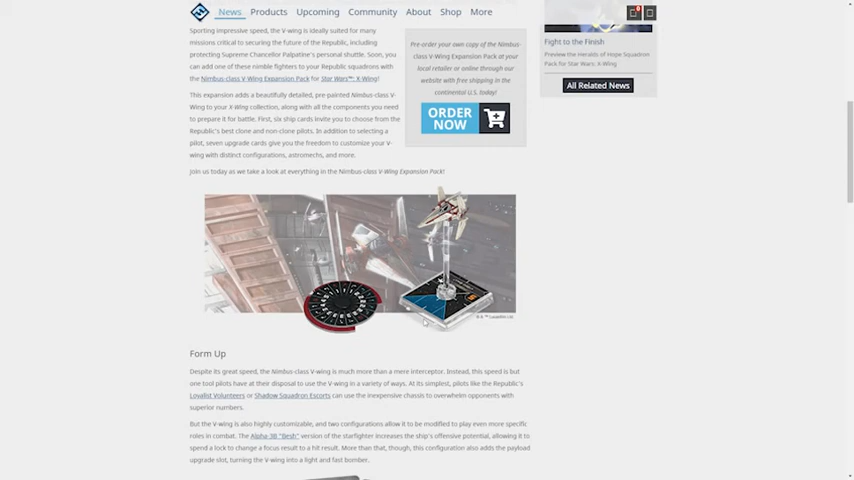 News Products Upcoming Community About Shop More
Sporting impressive speed, the V-wing is ideally suited for many
missions critical to securing the future of the Republic, including
protecting Supreme Chancellor Palpatine's personal shuttle. Soon, you
can add one of these nimble fighters to your Republic squadrons with
the Nimbus-class V-Wing Expansion Pack for Star Wars™: X-Wing!
This expansion adds a beautifully detailed, pre-painted Nimbus-class V-
Wing to your X-Wing collection, along with all the components you need
to prepare it for battle. First, six ship cards invite you to choose from the
Republic's best clone and non-clone pilots. In addition to selecting a
pilot, seven upgrade cards give you the freedom to customize your V-
wing with distinct configurations, astromechs, and more.
Join us today as we take a look at everything in the Nimbus-class V-Wing Expansion Pack!
Pre-order your own copy of the Nimbus-
class V-Wing Expansion Pack at your
local retailer or online through our
website with free shipping in the
continental U.S. today!
ORDER
NOW
Fight to the Finish
Preview the Heralds of Hope Squadron
Pack for Star Wars: X-Wing
All Related News
© & ™ Lucasfilm Ltd.
Form Up
Despite its great speed, the Nimbus-class V-wing is much more than a mere interceptor. Instead, this speed is but
one tool pilots have at their disposal to use the V-wing in a variety of ways. At its simplest, pilots like the Republic's
Loyalist Volunteers or Shadow Squadron Escorts can use the inexpensive chassis to overwhelm opponents with
superior numbers.
But the V-wing is also highly customizable, and two configurations allow it to be modified to play even more specific
roles in combat. The Alpha-3B "Besh" version of the starfighter increases the ship's offensive potential, allowing it to
spend a lock to change a focus result to a hit result. More than that, though, this configuration also adds the payload
upgrade slot, turning the V-wing into a light and fast bomber.